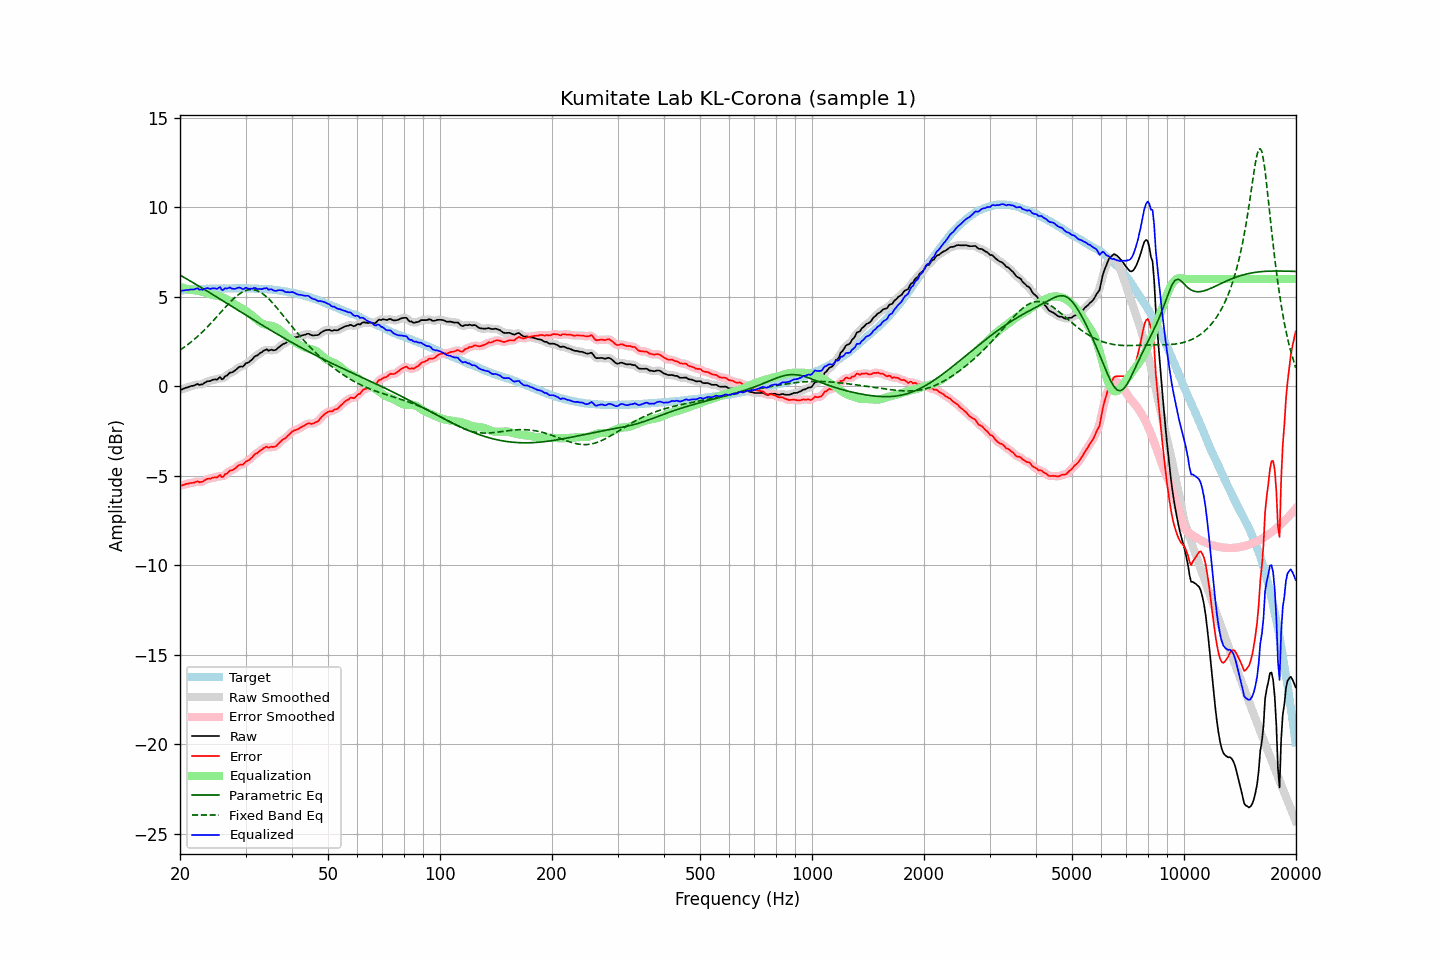 Kumitate Lab KL-Corona (sample 1)
15
10
5
0
−5
−10
−15
−20
−25
Amplitude (dBr)
Target
Raw Smoothed
Error Smoothed
Raw
Error
Equalization
Parametric Eq
Fixed Band Eq
Equalized
20 50 100 200 500 1000 2000 5000 10000 20000
Frequency (Hz)